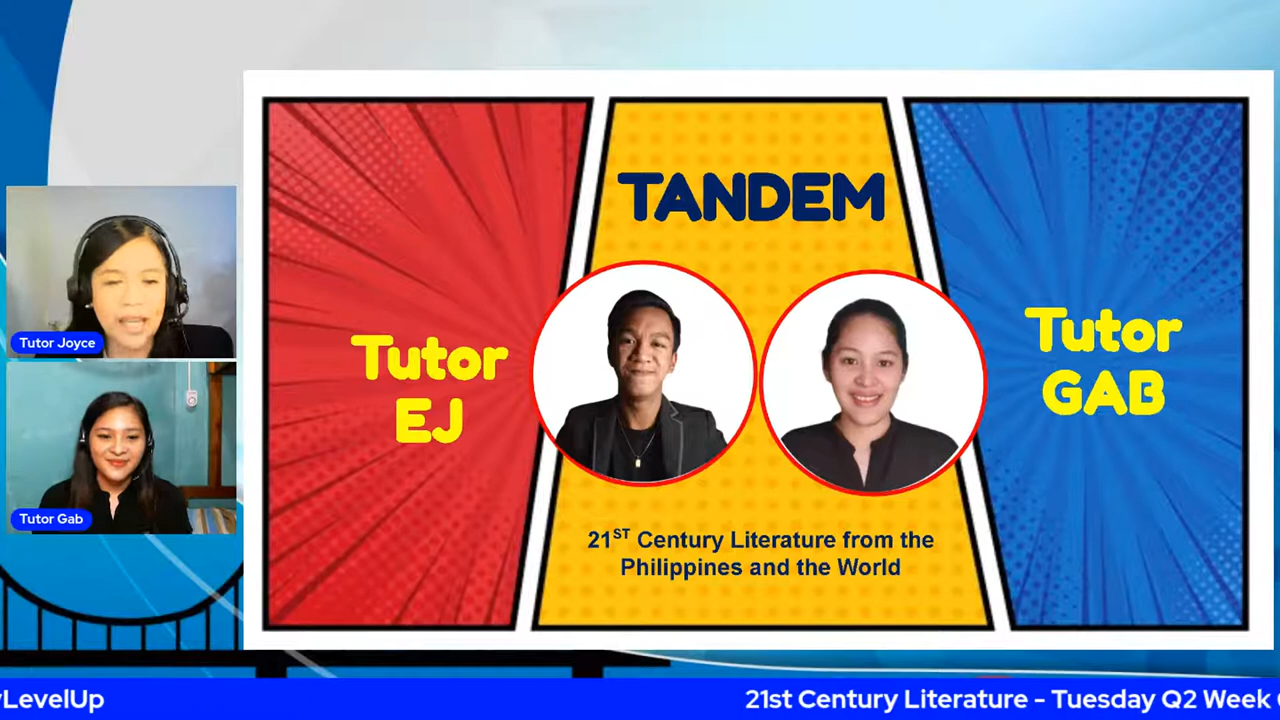 TANDEM
Tutor
EJ
Tutor
GAB
21ST Century Literature from the
Philippines and the World
Tutor Joyce
Tutor Gab
LevelUp
21st Century Literature - Tuesday Q2 Week